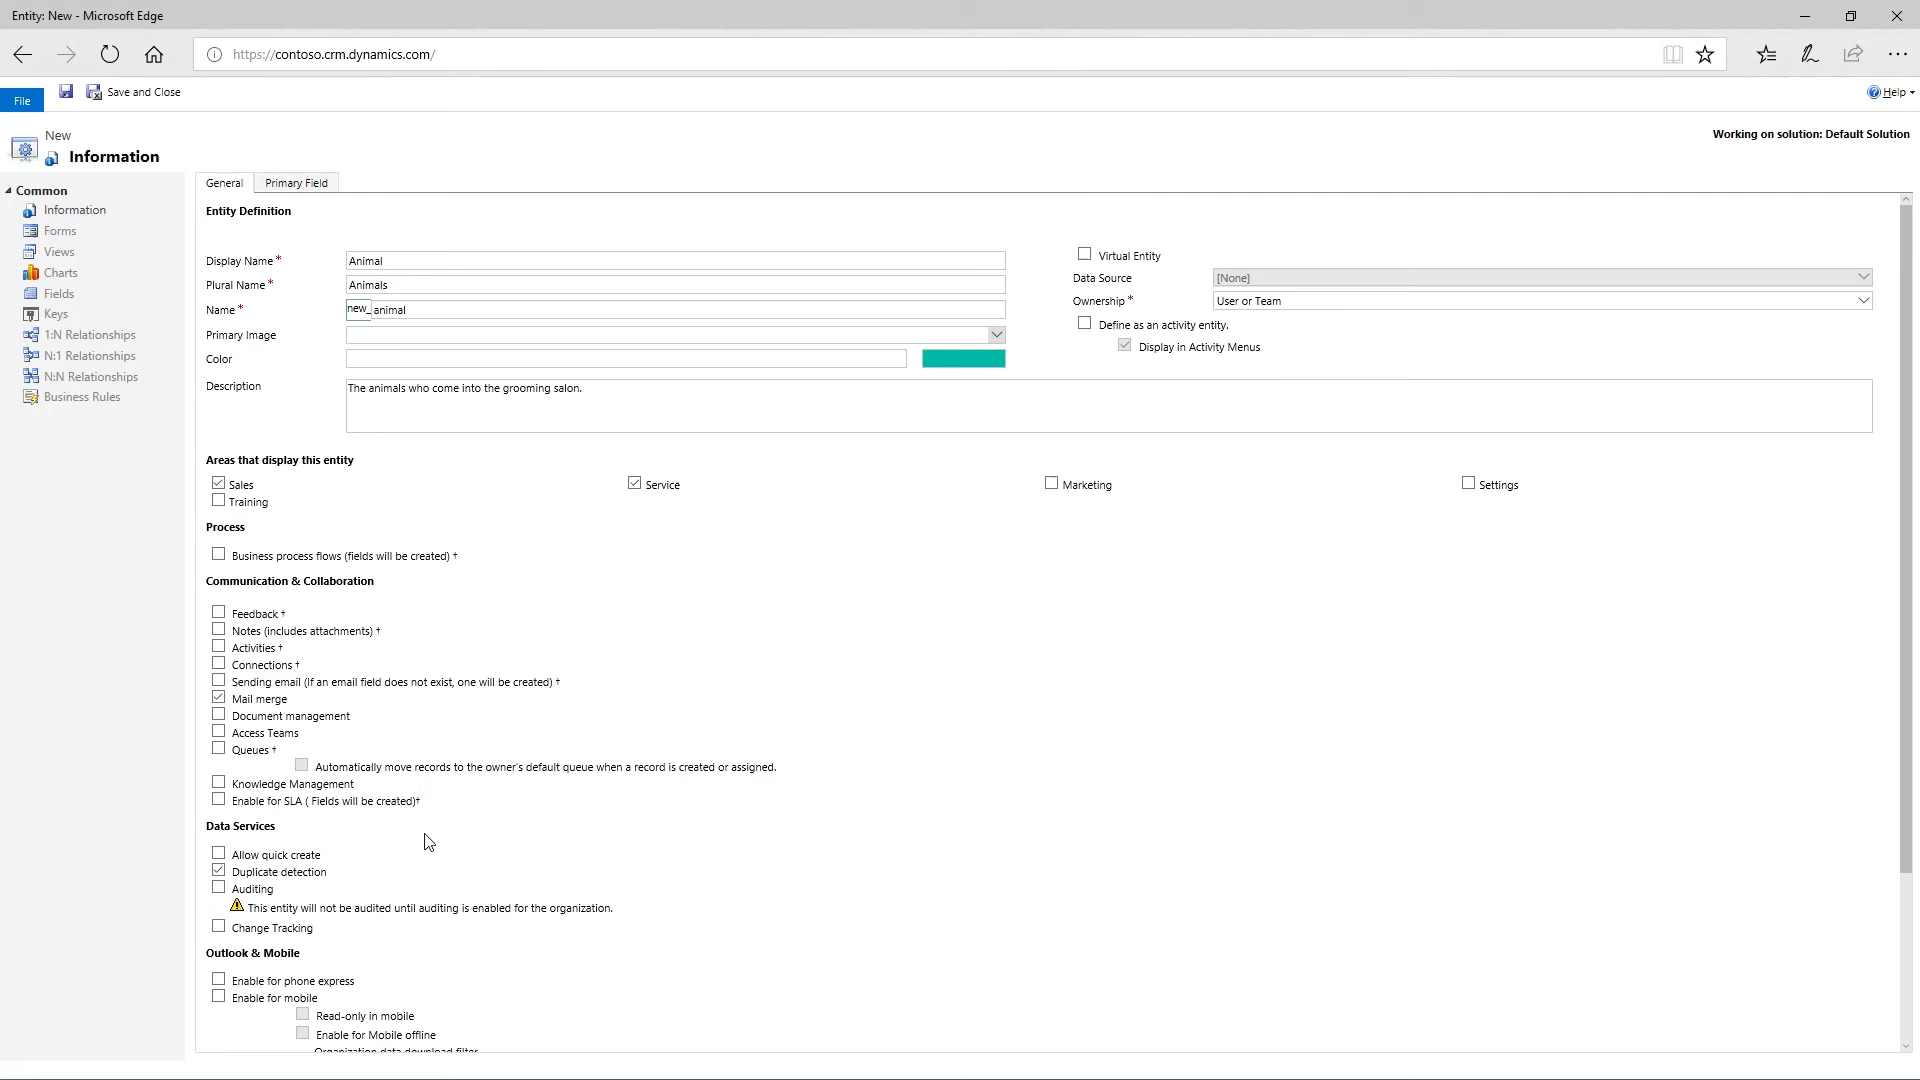 Entity: New - Microsoft Edge
https://contoso.crm.dynamics.com/
File
Save and Close
Help
New
Information
Working on solution: Default Solution
Common
Information
Forms
Views
Charts
Fields
Keys
1:N Relationships
N:1 Relationships
N:N Relationships
Business Rules
General
Primary Field
Entity Definition
Display Name *
Animal
Plural Name *
Animals
Name *
new_ animal
Primary Image
Color
Virtual Entity
Data Source
[None]
Ownership *
User or Team
Define as an activity entity.
Display in Activity Menus
Description
The animals who come into the grooming salon.
Areas that display this entity
Sales
Service
Marketing
Settings
Training
Process
Business process flows (fields will be created) †
Communication & Collaboration
Feedback †
Notes (includes attachments) †
Activities †
Connections †
Sending email (If an email field does not exist, one will be created) †
Mail merge
Document management
Access Teams
Queues †
Automatically move records to the owner's default queue when a record is created or assigned.
Knowledge Management
Enable for SLA ( Fields will be created)†
Data Services
Allow quick create
Duplicate detection
Auditing
This entity will not be audited until auditing is enabled for the organization.
Change Tracking
Outlook & Mobile
Enable for phone express
Enable for mobile
Read-only in mobile
Enable for Mobile offline
Organization data download filter